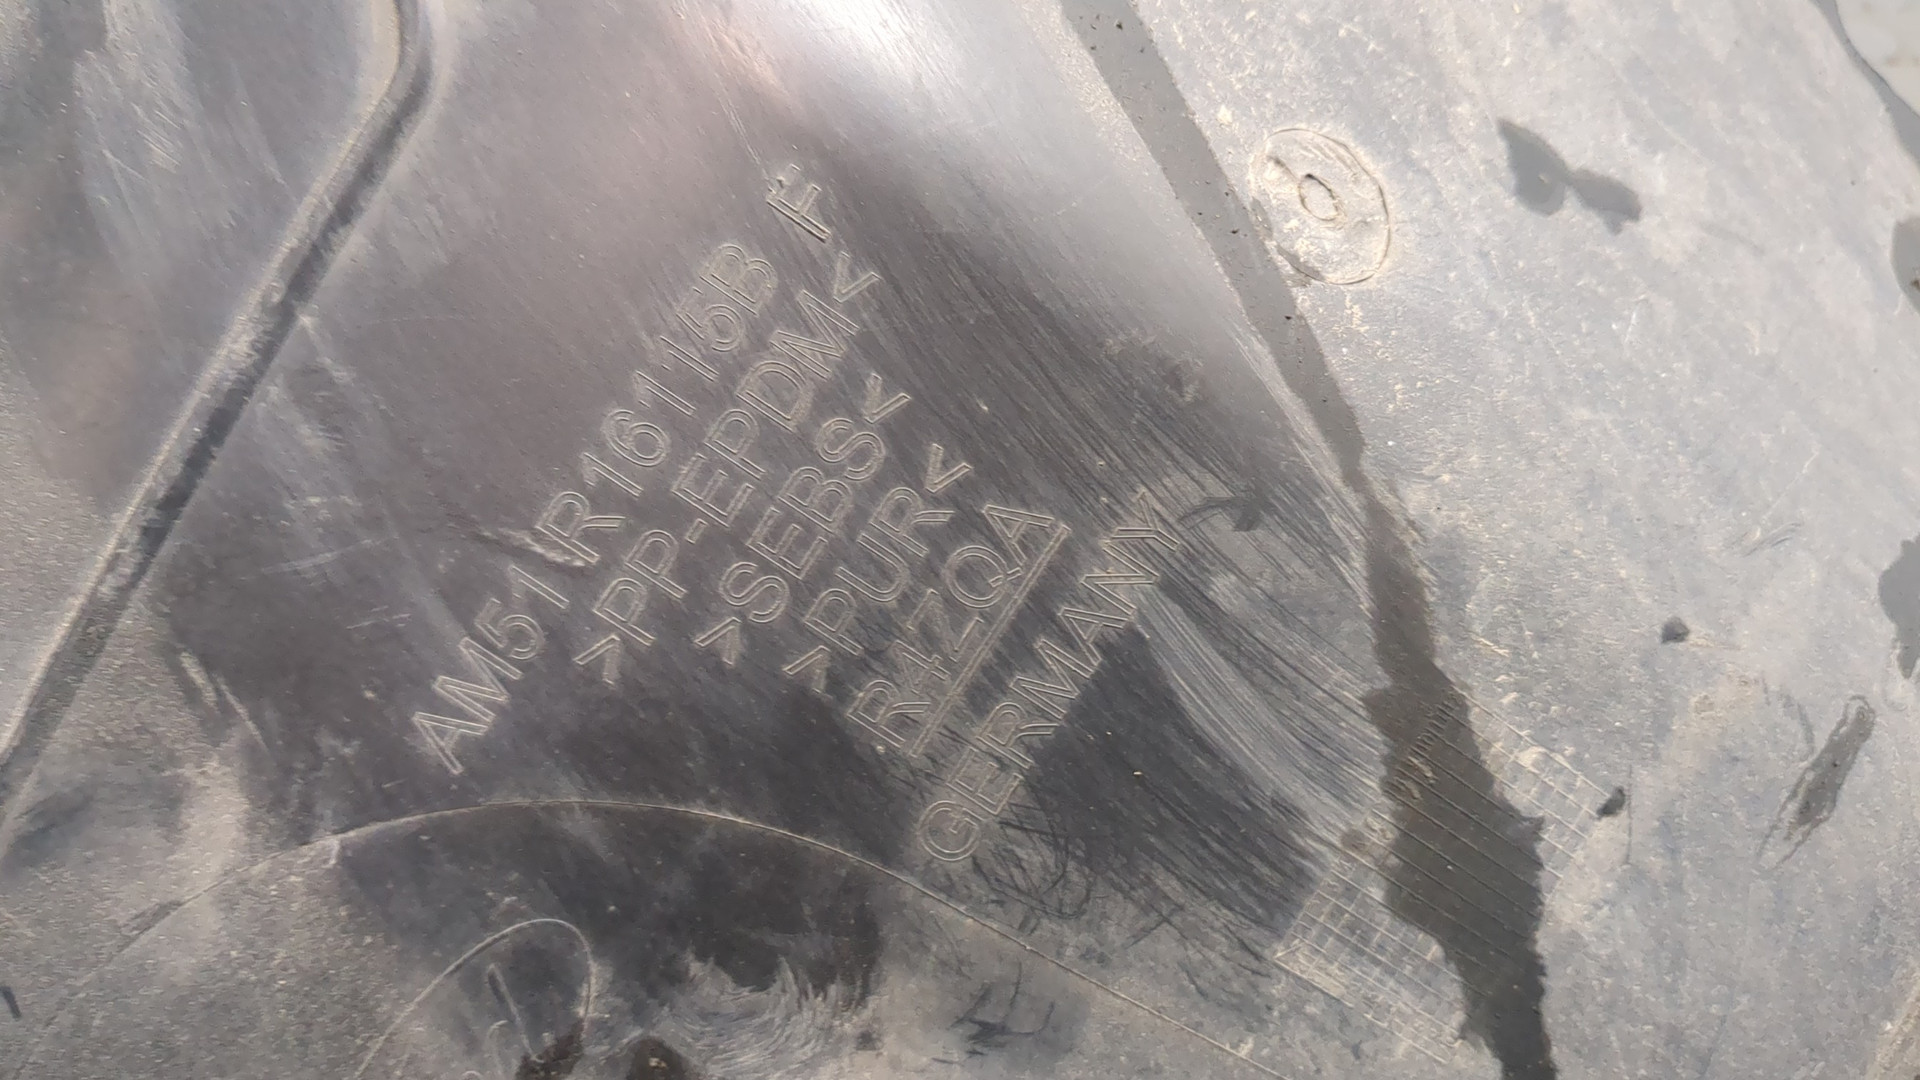 AM51 R16115B F
>PP-EPDM<
>SEBS<
>PUR<
R4ZQA
GERMANY